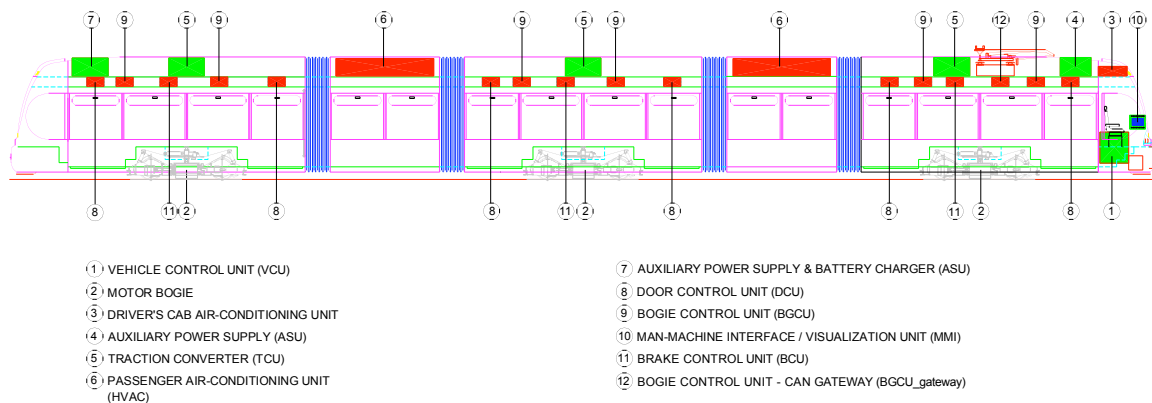 7 9 5 9 6 9 5 9 6 9 5 12 9 4 3 10
8 11 2 8 8 11 2 8 8 11 2 8 1
1 VEHICLE CONTROL UNIT (VCU)
2 MOTOR BOGIE
3 DRIVER'S CAB AIR-CONDITIONING UNIT
4 AUXILIARY POWER SUPPLY (ASU)
5 TRACTION CONVERTER (TCU)
6 PASSENGER AIR-CONDITIONING UNIT
(HVAC)
7 AUXILIARY POWER SUPPLY & BATTERY CHARGER (ASU)
8 DOOR CONTROL UNIT (DCU)
9 BOGIE CONTROL UNIT (BGCU)
10 MAN-MACHINE INTERFACE / VISUALIZATION UNIT (MMI)
11 BRAKE CONTROL UNIT (BCU)
12 BOGIE CONTROL UNIT - CAN GATEWAY (BGCU_gateway)